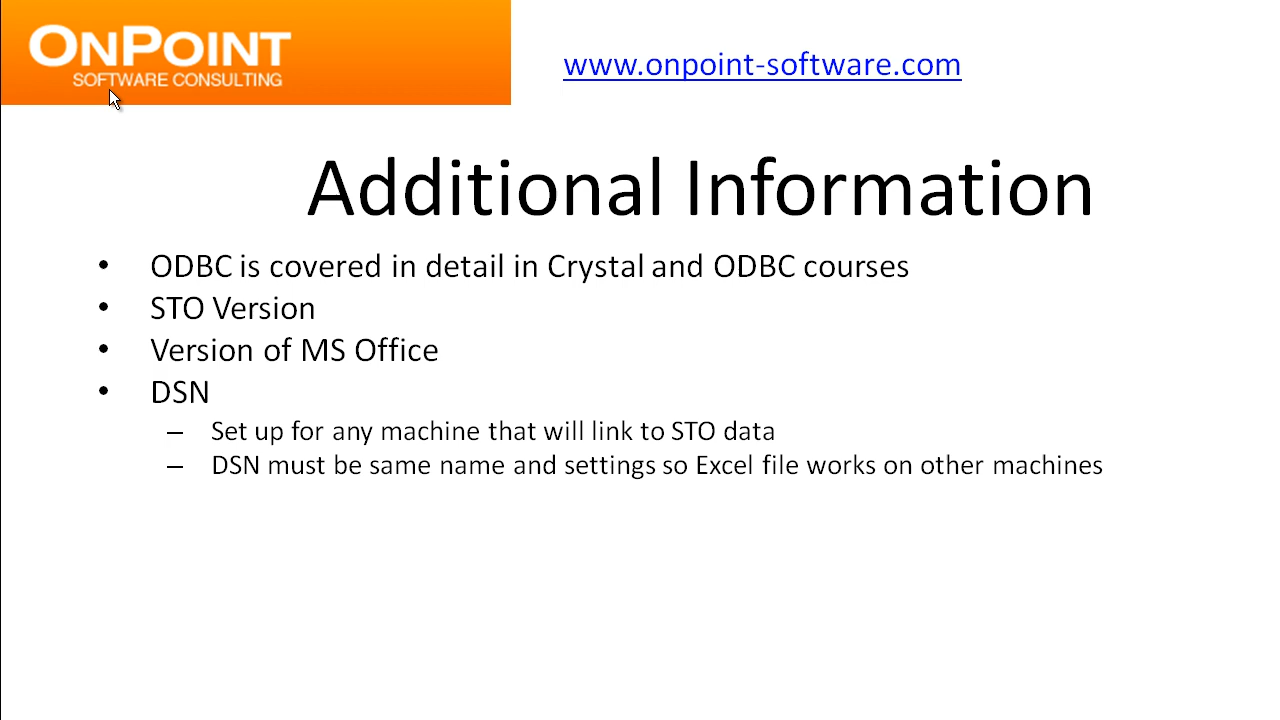 ONPOINT
SOFTWARE CONSULTING
www.onpoint-software.com
Additional Information
• ODBC is covered in detail in Crystal and ODBC courses
• STO Version
• Version of MS Office
• DSN
– Set up for any machine that will link to STO data
– DSN must be same name and settings so Excel file works on other machines